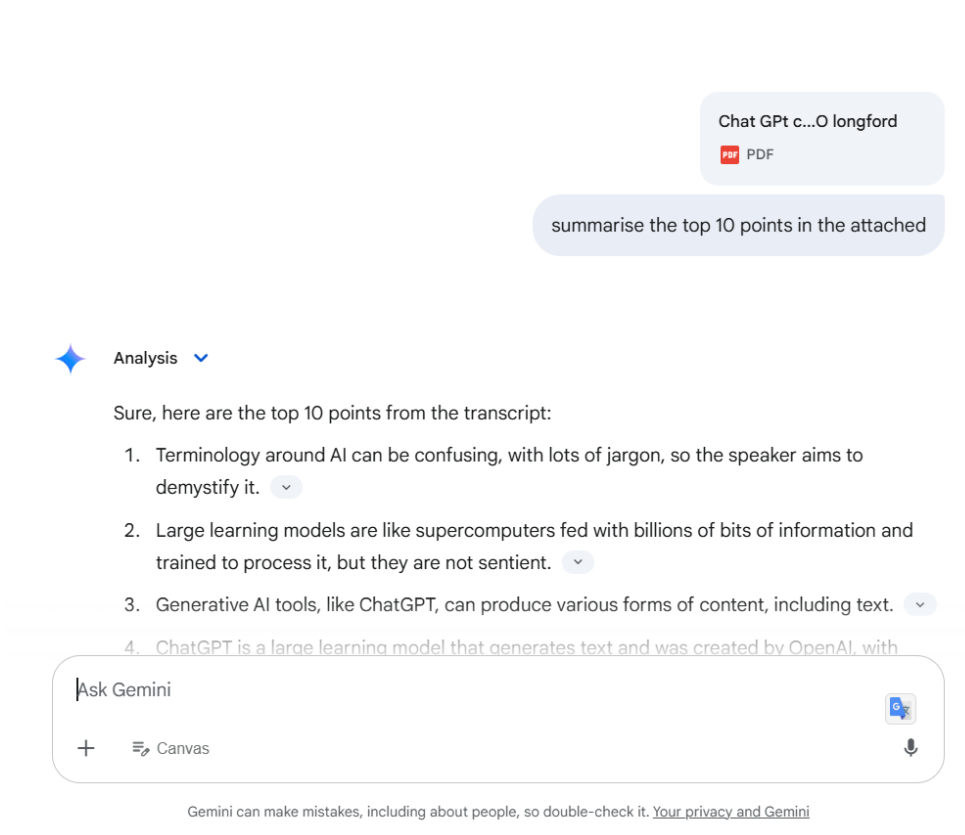 Chat GPt c...O longford
PDF PDF
summarise the top 10 points in the attached
Analysis
Sure, here are the top 10 points from the transcript:
1. Terminology around AI can be confusing, with lots of jargon, so the speaker aims to
demystify it.
2. Large learning models are like supercomputers fed with billions of bits of information and
trained to process it, but they are not sentient.
3. Generative AI tools, like ChatGPT, can produce various forms of content, including text.
4. ChatGPT is a large learning model that generates text and was created by OpenAI, with
Ask Gemini
G
Canvas
Gemini can make mistakes, including about people, so double-check it. Your privacy and Gemini